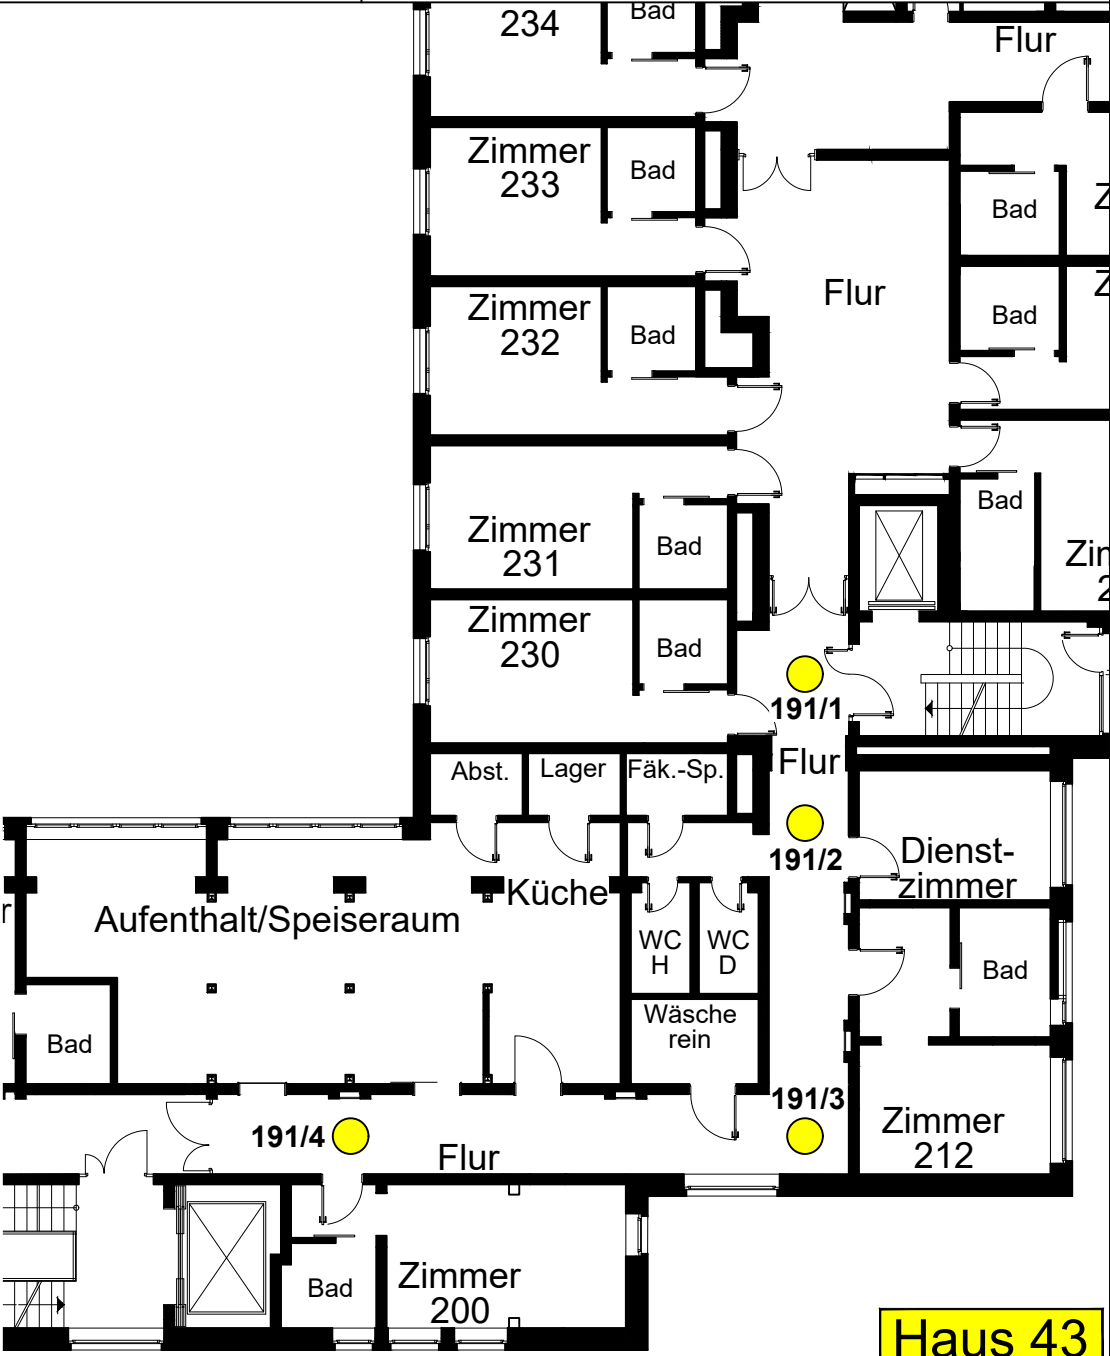 234
Bad
Flur
Zimmer
233
Bad
Bad
Zimmer
232
Bad
Flur
Bad
Zimmer
231
Bad
Bad
Zimmer
230
Bad
191/1
Flur
Abst.
Lager
Fäk.-Sp.
191/2
Dienst-
zimmer
Küche
Aufenthalt/Speiseraum
WC
H
WC
D
Bad
Wäsche
rein
Bad
191/3
Zimmer
212
191/4
Flur
Zimmer
200
Bad
Haus 43